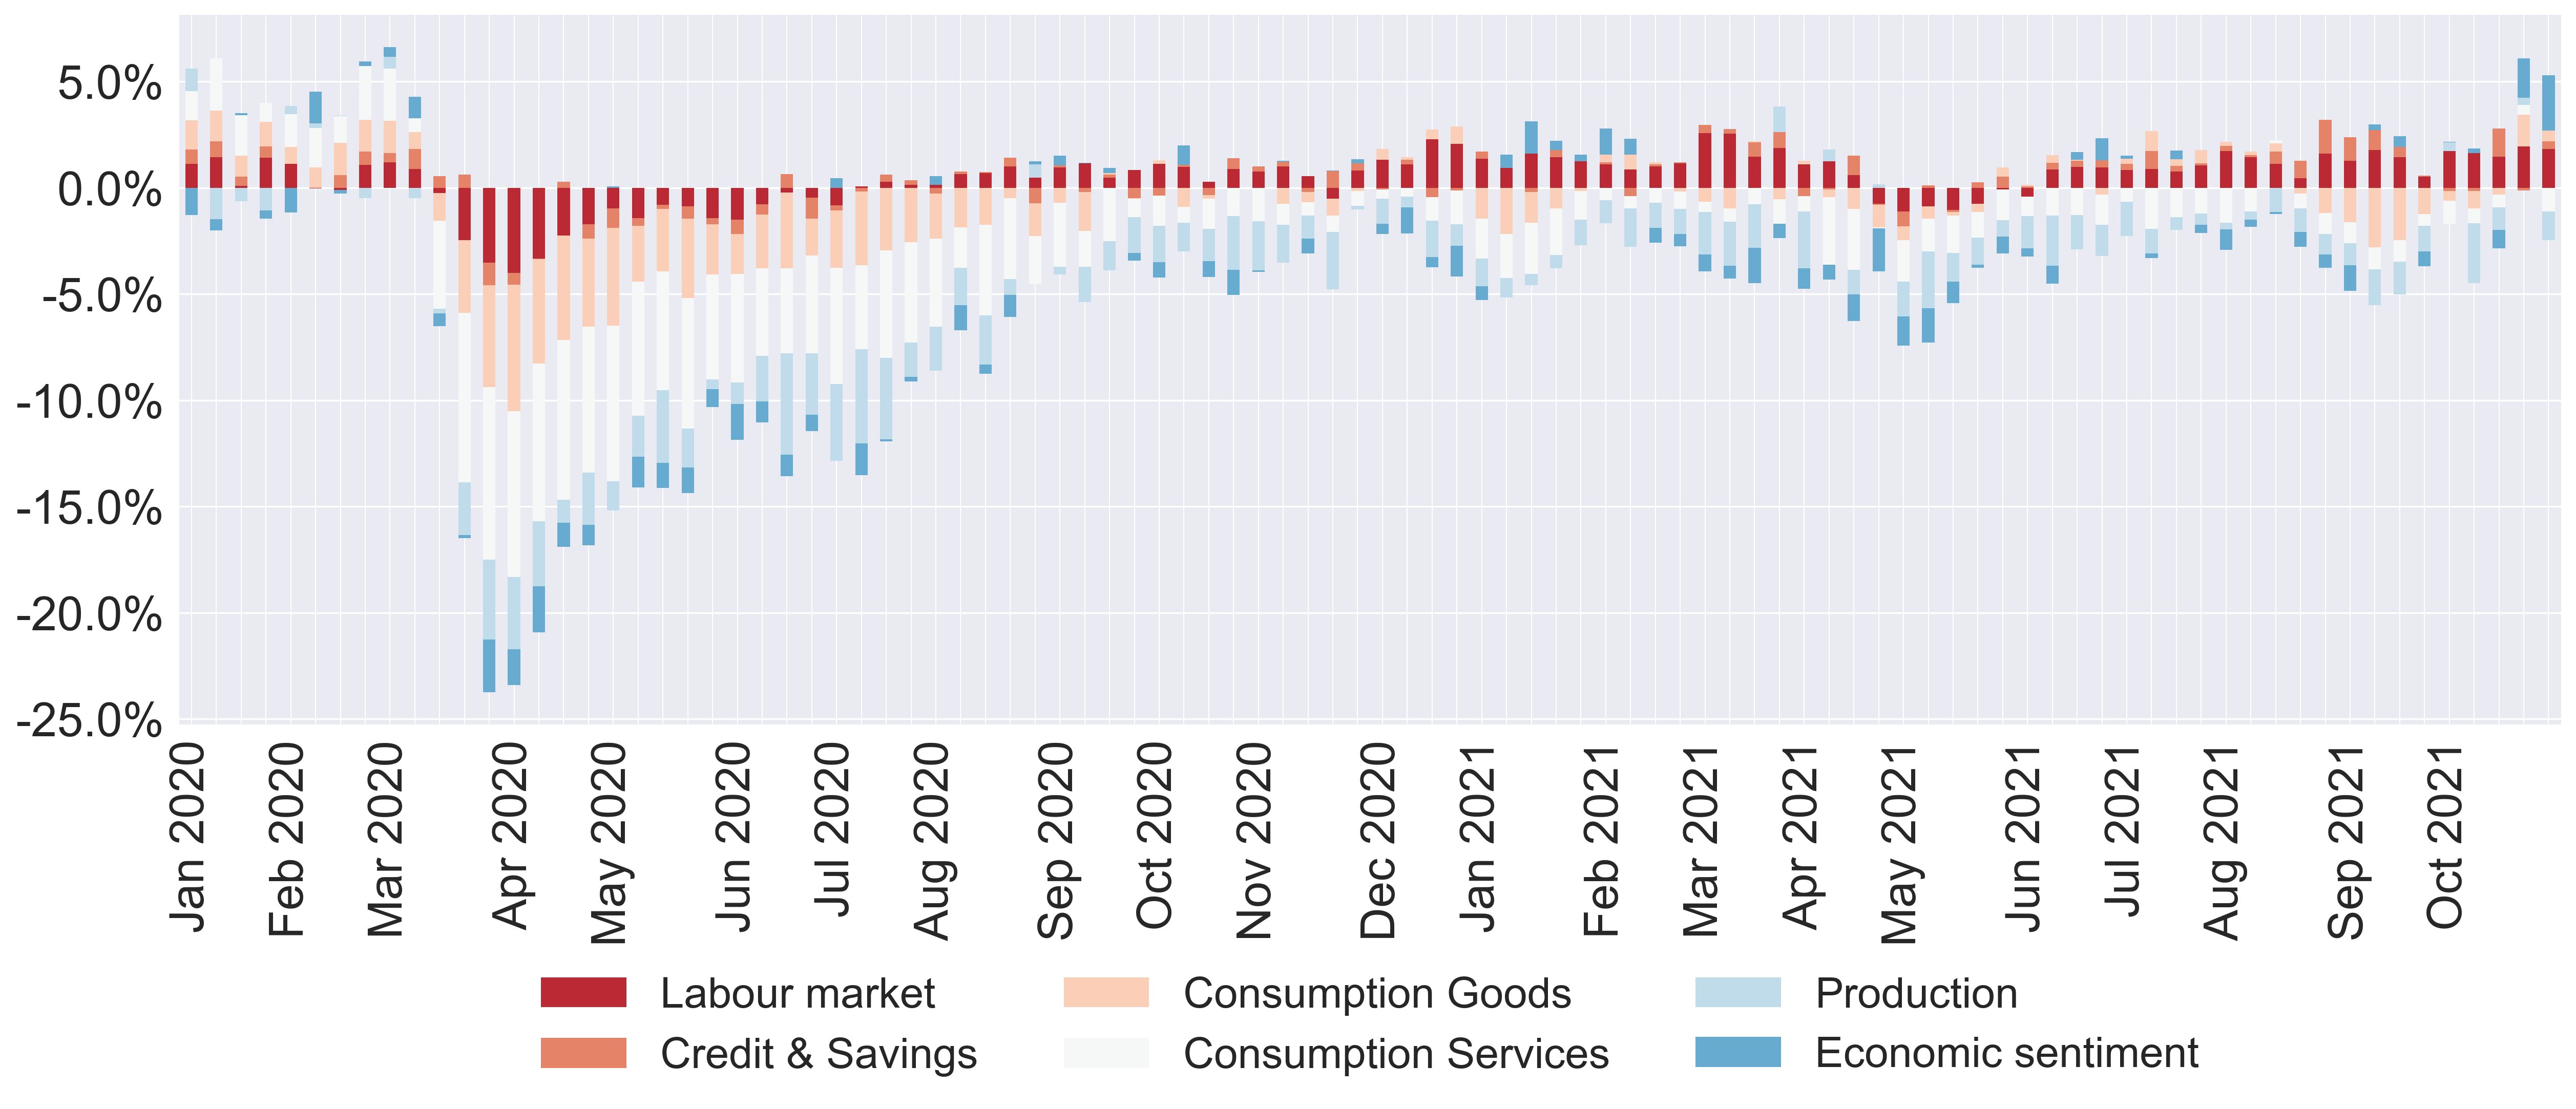 5.0%
0.0%
-5.0%
-10.0%
-15.0%
-20.0%
-25.0%
Jan 2020
Feb 2020
Mar 2020
Apr 2020
May 2020
Jun 2020
Jul 2020
Aug 2020
Sep 2020
Oct 2020
Nov 2020
Dec 2020
Jan 2021
Feb 2021
Mar 2021
Apr 2021
May 2021
Jun 2021
Jul 2021
Aug 2021
Sep 2021
Oct 2021
Labour market
Credit & Savings
Consumption Goods
Consumption Services
Production
Economic sentiment